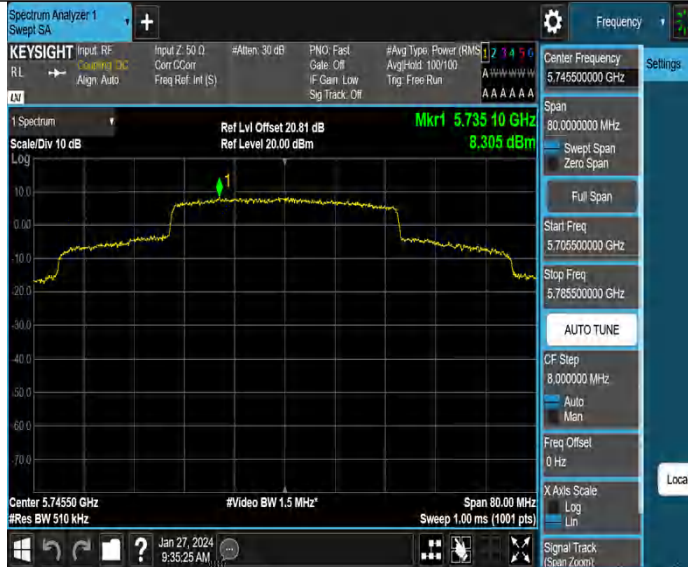 Spectrum Analyzer 1
Swept SA
+
Frequency
KEYSIGHT
RL
LXI
Input: RF
Coupling: DC
Align: Auto
Input Z: 50 Ω
Corr CCorr
Freq Ref: Int (S)
#Atten: 30 dB
PNO: Fast
Gate: Off
IF Gain: Low
Sig Track: Off
#Avg Type: Power (RMS
Avg|Hold: 100/100
Trig: Free Run
1 2 3 4 5 6
A W W W W W
A A A A A A
Center Frequency
5.745500000 GHz
Settings
Span
80.0000000 MHz
Swept Span
Zero Span
Full Span
Start Freq
5.705500000 GHz
Stop Freq
5.785500000 GHz
AUTO TUNE
CF Step
8.000000 MHz
Auto
Man
Freq Offset
0 Hz
X Axis Scale
Log
Lin
Local
Signal Track
(Span Zoom)
1 Spectrum
Scale/Div 10 dB
Ref Lvl Offset 20.81 dB
Ref Level 20.00 dBm
Mkr1 5.735 10 GHz
8.305 dBm
Log
1
10.0
0.00
-10.0
-20.0
-30.0
-40.0
-50.0
-60.0
-70.0
Center 5.74550 GHz
#Video BW 1.5 MHz*
Span 80.00 MHz
#Res BW 510 kHz
Sweep 1.00 ms (1001 pts)
?
Jan 27, 2024
9:35:25 AM